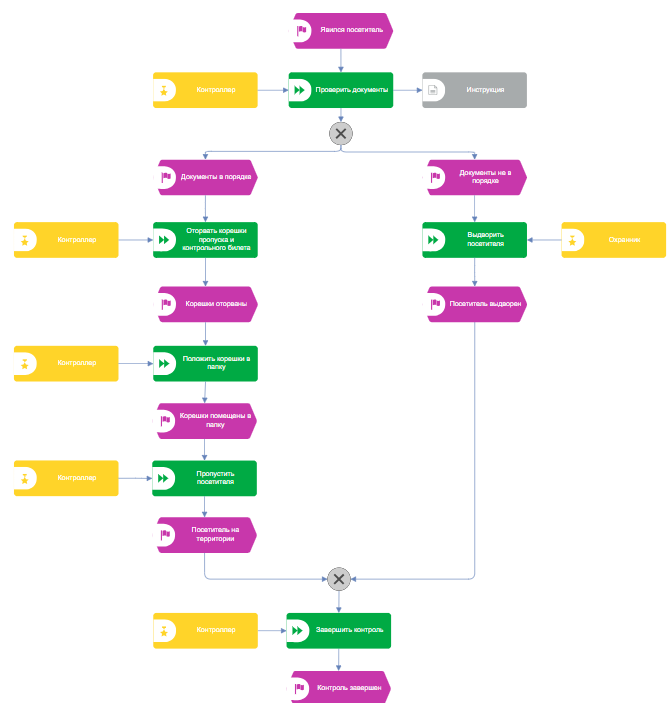 Явился посетитель
Контроллер
Проверить документы
Инструкция
Документы в порядке
Документы не в
порядке
Контроллер
Оторвать корешки
пропуска и
контрольного билета
Выдворить
посетителя
Охранник
Корешки оторваны
Посетитель выдворен
Контроллер
Положить корешки в
папку
Корешки помещены в
папку
Контроллер
Пропустить
посетителя
Посетитель на
территории
Контроллер
Завершить контроль
Контроль завершен